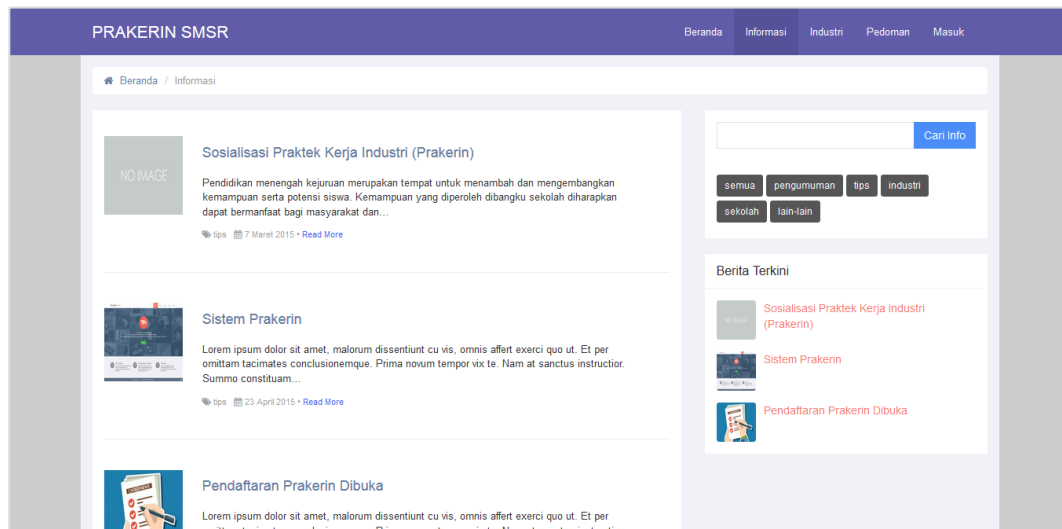 PRAKERIN SMSR
Beranda Informasi Industri Pedoman Masuk
Beranda / Informasi
NO IMAGE
Sosialisasi Praktek Kerja Industri (Prakerin)
Pendidikan menengah kejuruan merupakan tempat untuk menambah dan mengembangkan
kemampuan serta potensi siswa. Kemampuan yang diperoleh dibangku sekolah diharapkan
dapat bermanfaat bagi masyarakat dan...
tips 7 Maret 2015 • Read More
Sistem Prakerin
Lorem ipsum dolor sit amet, malorum dissentiunt cu vis, omnis affert exerci quo ut. Et per
omittam tacimates conclusionemque. Prima novum tempor vix te. Nam at sanctus instructior.
Summo constituam...
tips 23 April 2015 • Read More
Pendaftaran Prakerin Dibuka
Lorem ipsum dolor sit amet, malorum dissentiunt cu vis, omnis affert exerci quo ut. Et per
Cari Info
semua pengumuman tips industri
sekolah lain-lain
Berita Terkini
NO IMAGE
Sosialisasi Praktek Kerja Industri
(Prakerin)
Sistem Prakerin
Pendaftaran Prakerin Dibuka